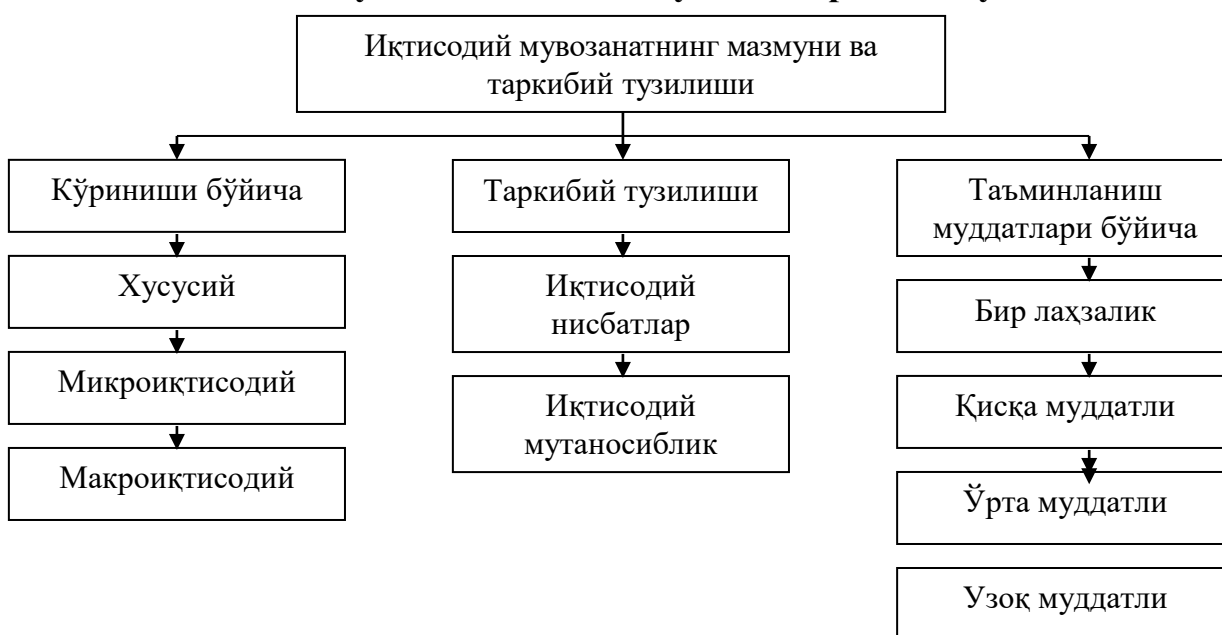 Иқтисодий мувозанатнинг мазмуни ва
таркибий тузилиши
Кўриниши бўйича
Хусусий
Микроиқтисодий
Макроиқтисодий
Таркибий тузилиши
Иқтисодий
нисбатлар
Иқтисодий
мутаносиблик
Таъминланиш
муддатлари бўйича
Бир лаҳзалик
Қисқа муддатли
Ўрта муддатли
Узоқ муддатли